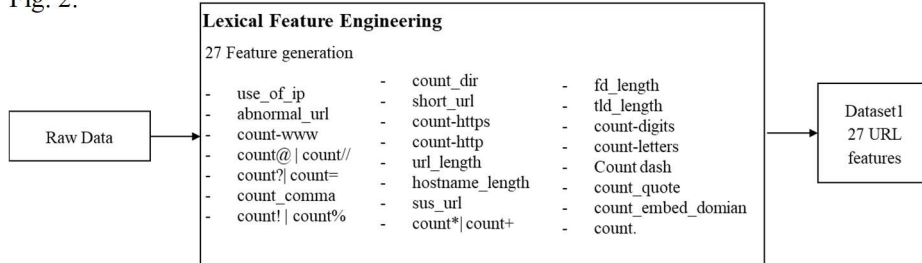 Fig. 2.
Lexical Feature Engineering
27 Feature generation
Raw Data
- use_of_ip
- abnormal_url
- count-www
- count@ | count//
- count?| count=
- count_comma
- count! | count%
- count_dir
- short_url
- count-https
- count-http
- url_length
- hostname_length
- sus_url
- count*| count+
- fd_length
- tld_length
- count-digits
- count-letters
- Count dash
- count_quote
- count_embed_domian
- count.
Dataset1
27 URL
features